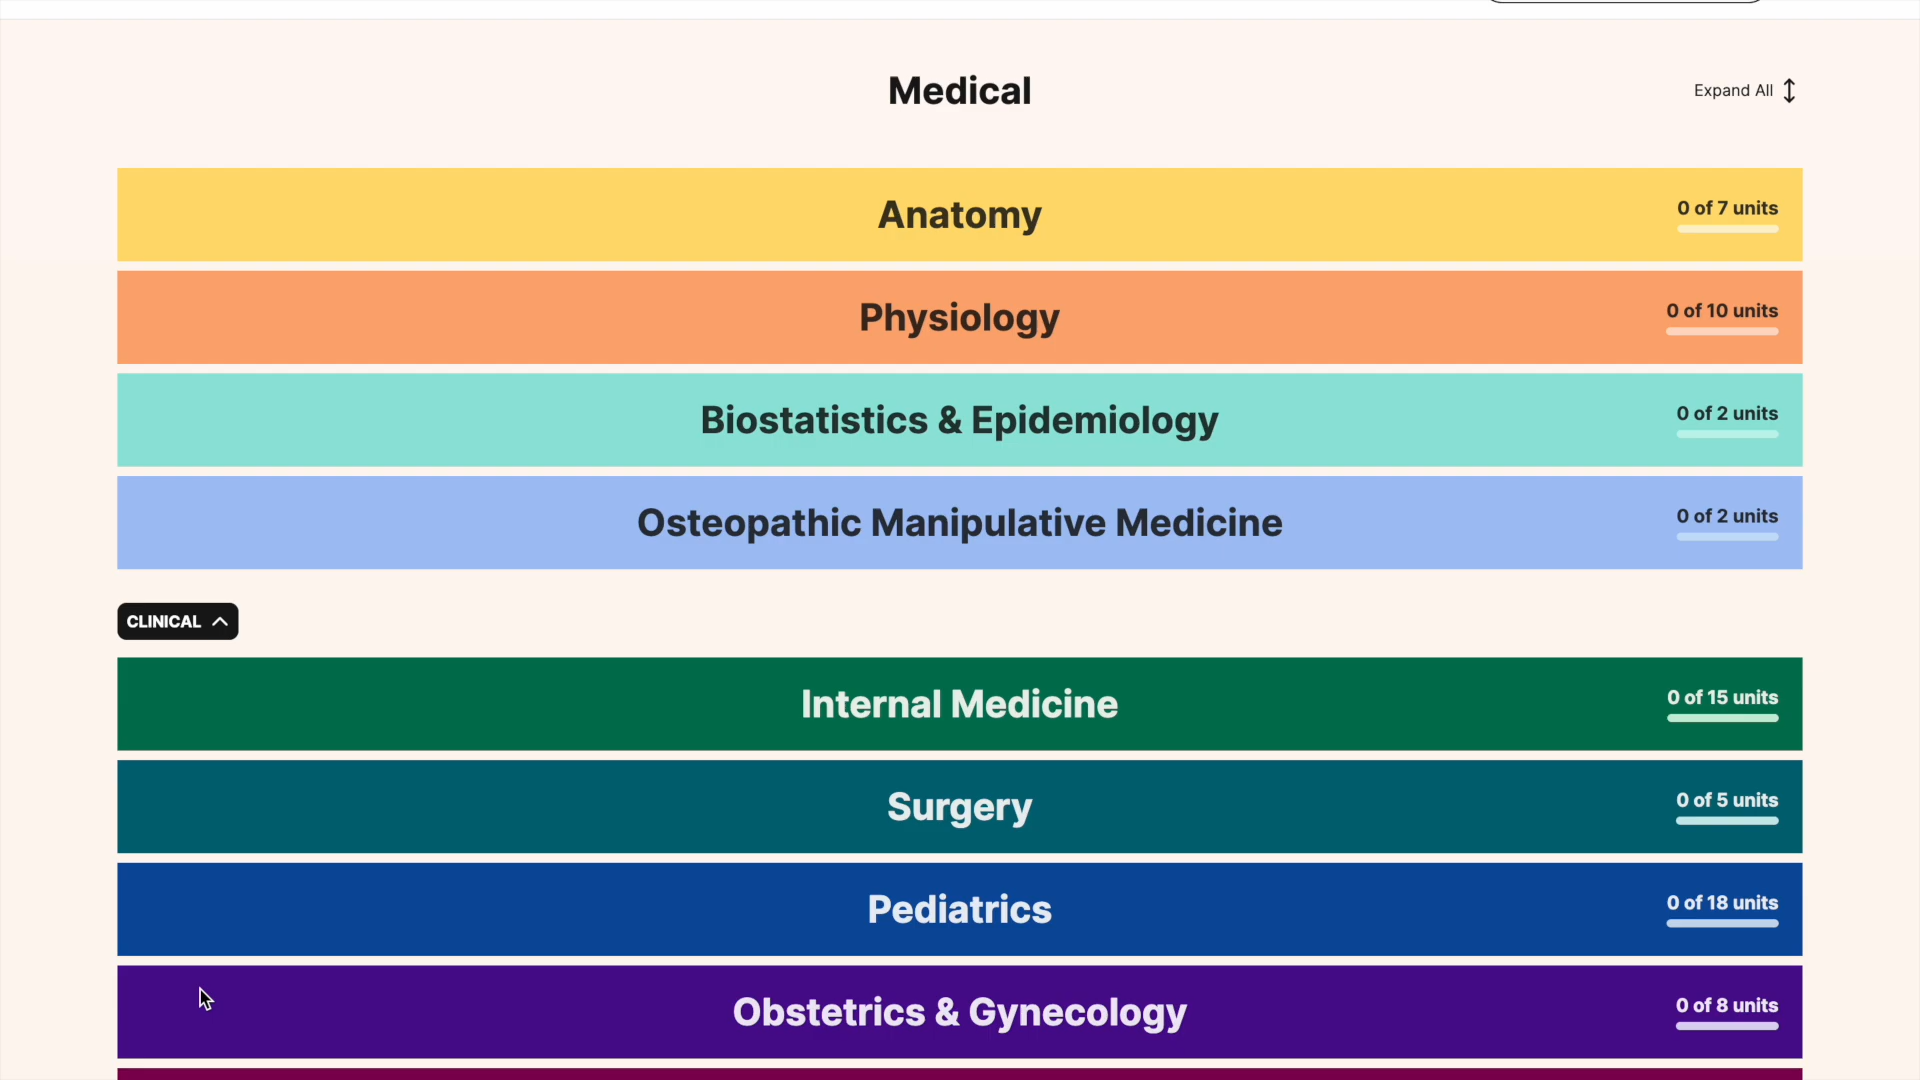 Medical
Expand All
Anatomy
0 of 7 units
Physiology
0 of 10 units
Biostatistics & Epidemiology
0 of 2 units
Osteopathic Manipulative Medicine
0 of 2 units
CLINICAL
Internal Medicine
0 of 15 units
Surgery
0 of 5 units
Pediatrics
0 of 18 units
Obstetrics & Gynecology
0 of 8 units